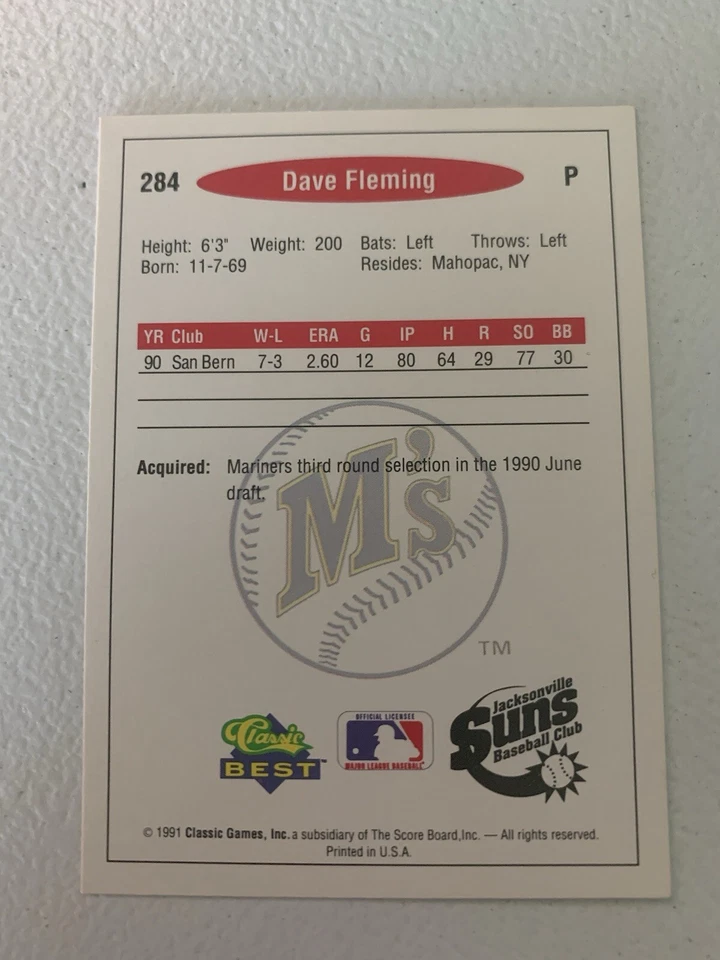 284 Dave Fleming P
Height: 6'3" Weight: 200 Bats: Left Throws: Left
Born: 11-7-69 Resides: Mahopac, NY
YR Club W-L ERA G IP H R SO BB
90 San Bern 7-3 2.60 12 80 64 29 77 30
Acquired: Mariners third round selection in the 1990 June
draft.
M's
TM
Classic
BEST™
OFFICIAL LICENSEE
MAJOR LEAGUE BASEBALL
Jacksonville
Suns
Baseball Club
© 1991 Classic Games, Inc. a subsidiary of The Score Board,Inc. — All rights reserved.
Printed in U.S.A.